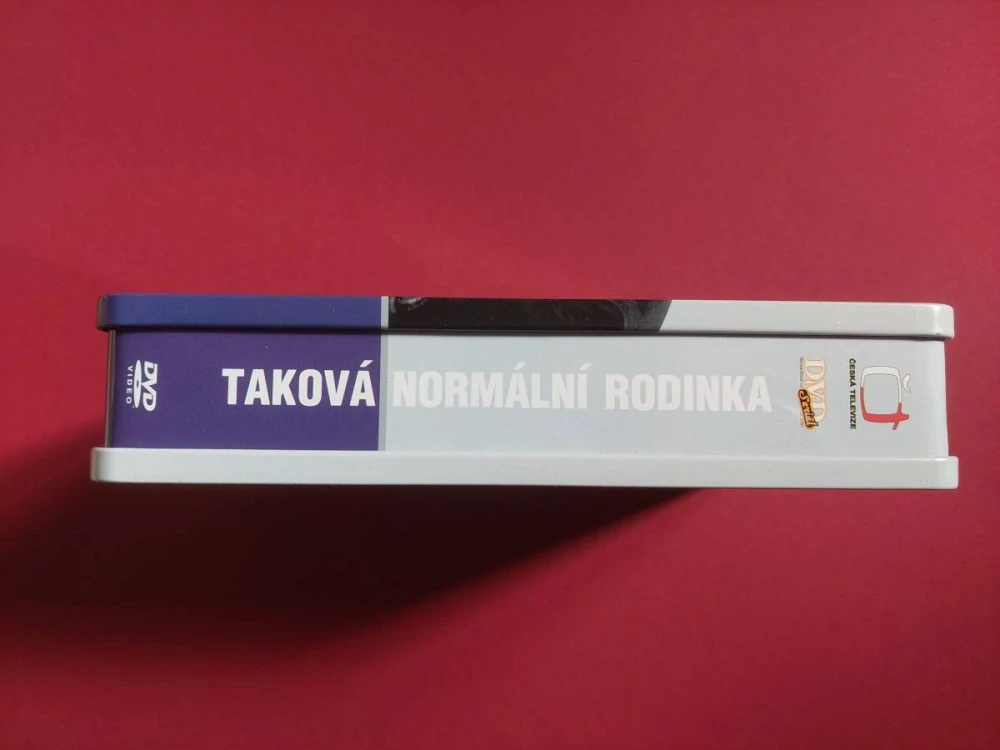 DVD
VIDEO
TAKOVÁ NORMÁLNÍ RODINKA
DVD
ČESKÁ TELEVIZE